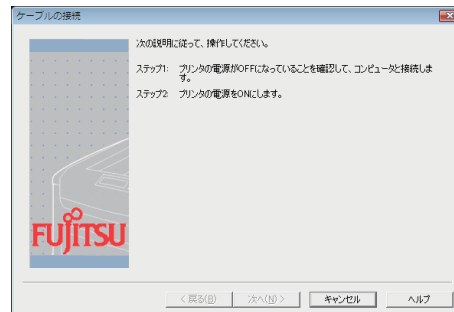 ケーブルの接続
次の説明に従って、操作してください。
ステップ1: プリンタの電源がOFFになっていることを確認して、コンピュータと接続しま
す。
ステップ2: プリンタの電源をONにします。
FUJITSU
< 戻る(B) 次へ(N) > キャンセル ヘルプ